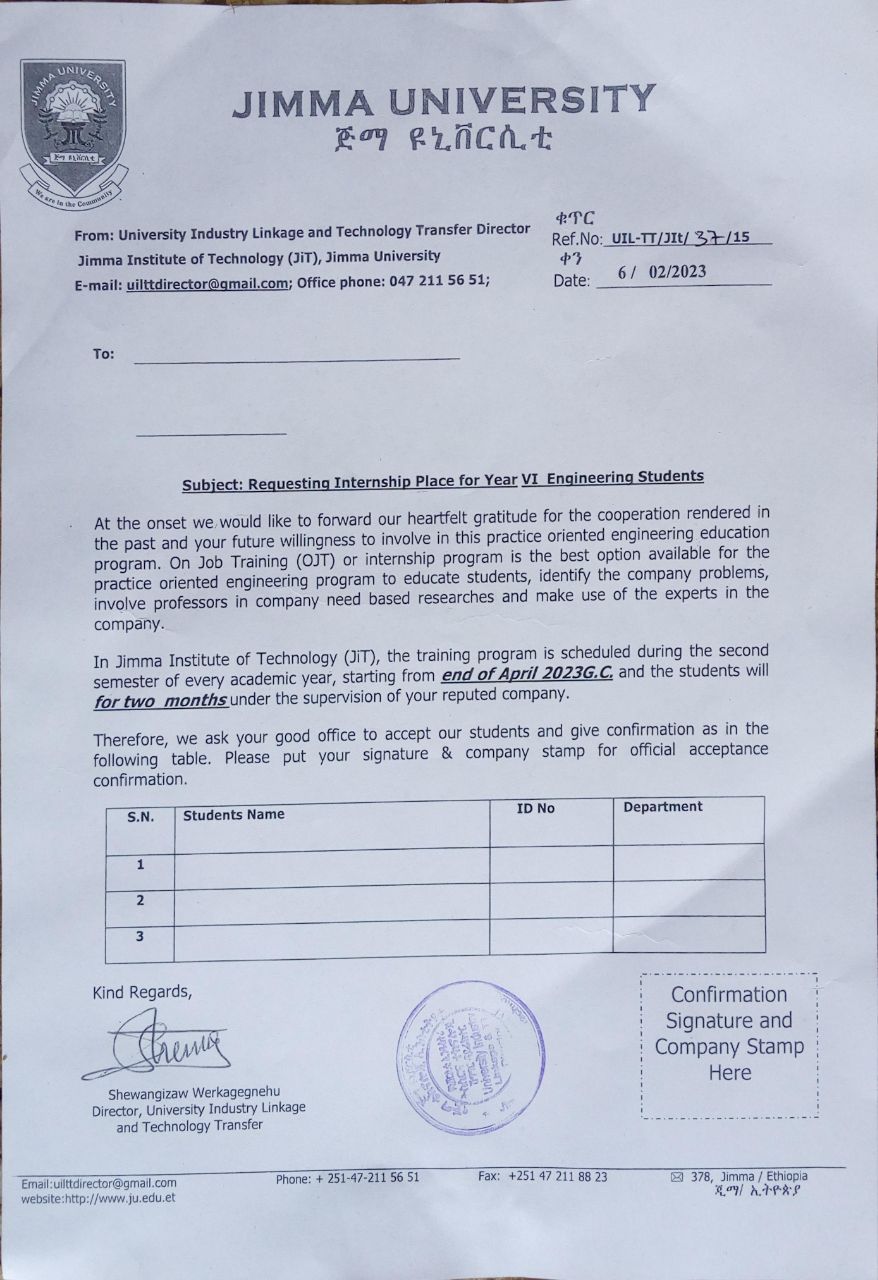 JIMMA UNIVERSITY
ጅማ ዩኒቨርሲቲ
JIMMA UNIVERSITY
ጅማ ዩኒቨርሲቲ
We are in the Community
From: University Industry Linkage and Technology Transfer Director
Jimma Institute of Technology (JiT), Jimma University
E-mail: uilttdirector@gmail.com; Office phone: 047 211 56 51;
ቁጥር
Ref.No: UIL-TT/JIt/ 37/15
ቀን
Date: 6 / 02/2023
To:
Subject: Requesting Internship Place for Year VI Engineering Students
At the onset we would like to forward our heartfelt gratitude for the cooperation rendered in
the past and your future willingness to involve in this practice oriented engineering education
program. On Job Training (OJT) or internship program is the best option available for the
practice oriented engineering program to educate students, identify the company problems,
involve professors in company need based researches and make use of the experts in the
company.
In Jimma Institute of Technology (JiT), the training program is scheduled during the second
semester of every academic year, starting from end of April 2023G.C. and the students will
for two months under the supervision of your reputed company.
Therefore, we ask your good office to accept our students and give confirmation as in the
following table. Please put your signature & company stamp for official acceptance
confirmation.
S.N. Students Name ID No Department
1
2
3
Kind Regards,
Shewangizaw Werkagegnehu
Director, University Industry Linkage
and Technology Transfer
University Industry
Confirmation
Signature and
Company Stamp
Here
Email:uilttdirector@gmail.com Phone: + 251-47-211 56 51 Fax: +251 47 211 88 23 378, Jimma / Ethiopia
website:http://www.ju.edu.et ጂማ/ ኢትዮጵያ